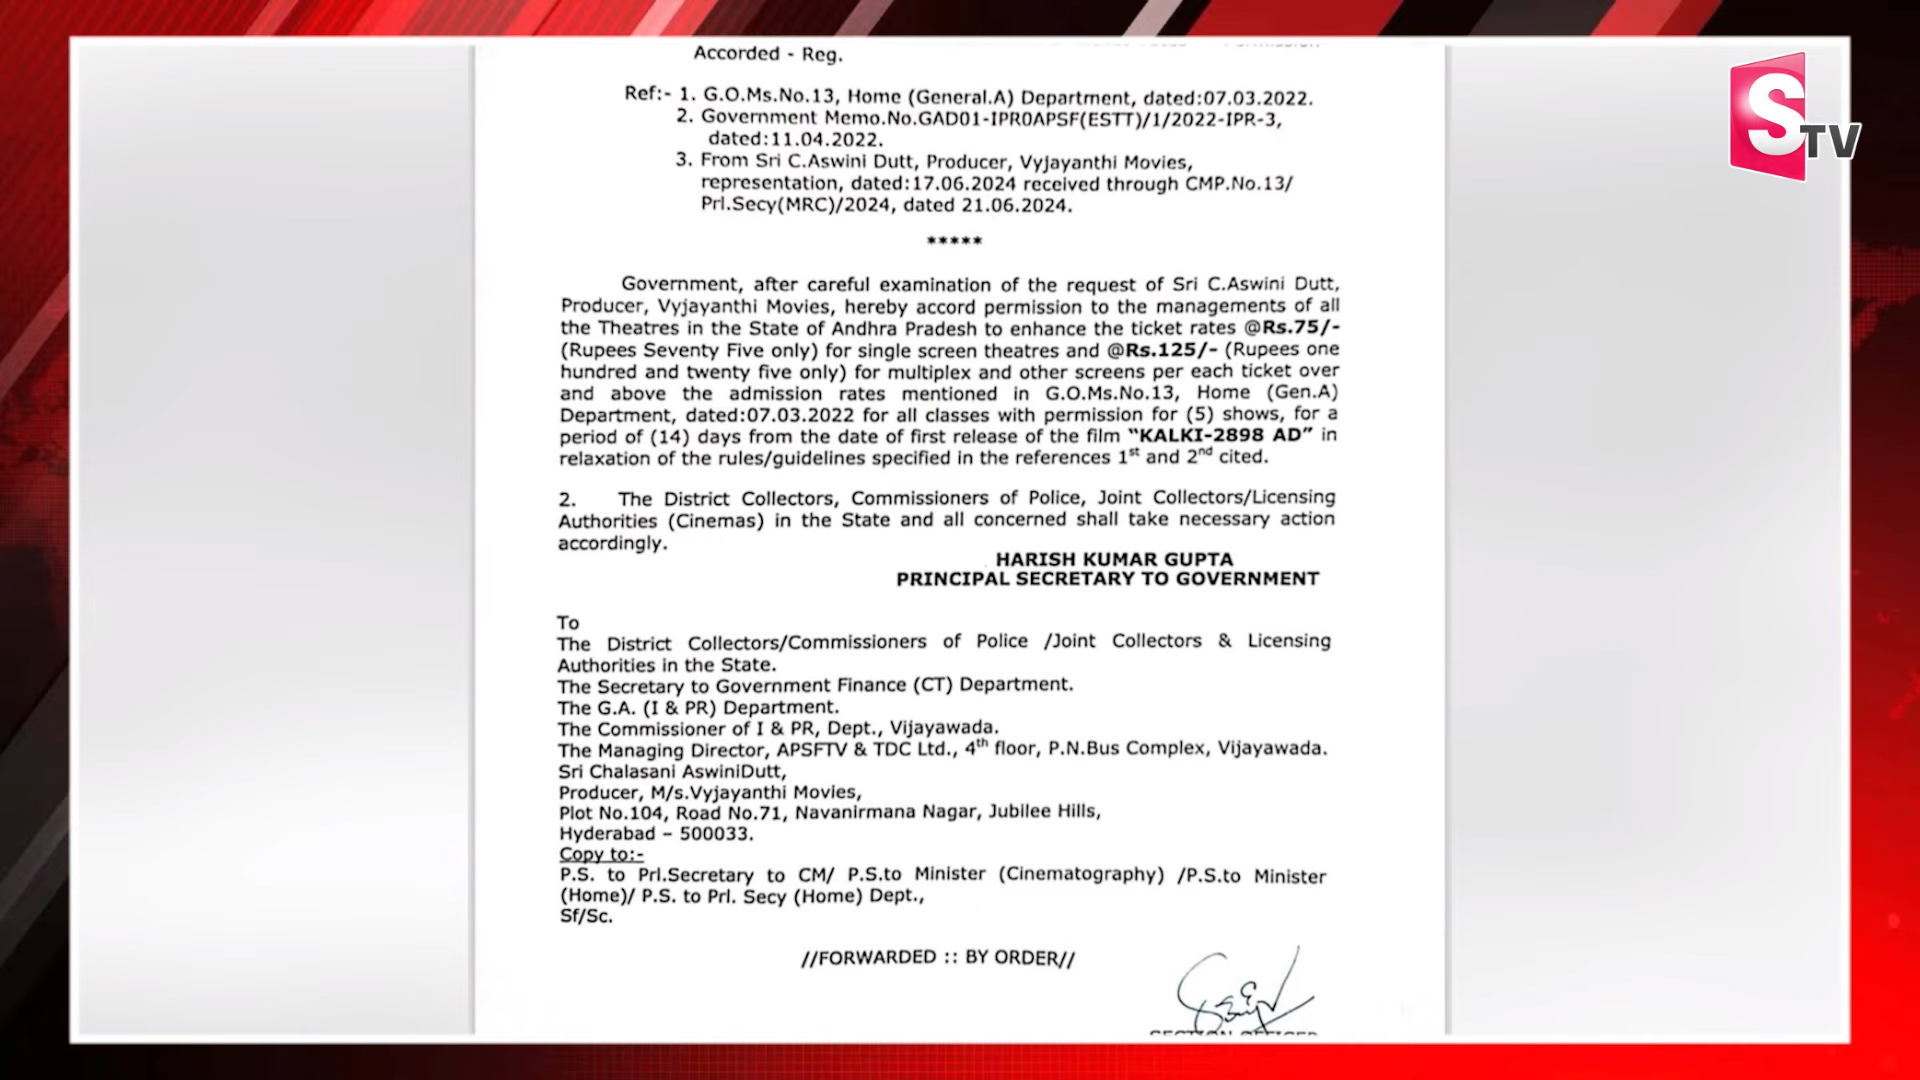 Accorded - Reg.
Ref:- 1. G.O.Ms.No.13, Home (General.A) Department, dated:07.03.2022.
2. Government Memo.No.GAD01-IPR0APSF(ESTT)/1/2022-IPR-3,
dated:11.04.2022.
3. From Sri C.Aswini Dutt, Producer, Vyjayanthi Movies,
representation, dated:17.06.2024 received through CMP.No.13/
Prl.Secy(MRC)/2024, dated 21.06.2024.
*****
Government, after careful examination of the request of Sri C.Aswini Dutt,
Producer, Vyjayanthi Movies, hereby accord permission to the managements of all
the Theatres in the State of Andhra Pradesh to enhance the ticket rates @Rs.75/-
(Rupees Seventy Five only) for single screen theatres and @Rs.125/- (Rupees one
hundred and twenty five only) for multiplex and other screens per each ticket over
and above the admission rates mentioned in G.O.Ms.No.13, Home (Gen.A)
Department, dated:07.03.2022 for all classes with permission for (5) shows, for a
period of (14) days from the date of first release of the film “KALKI-2898 AD” in
relaxation of the rules/guidelines specified in the references 1st and 2nd cited.
2. The District Collectors, Commissioners of Police, Joint Collectors/Licensing
Authorities (Cinemas) in the State and all concerned shall take necessary action
accordingly.
HARISH KUMAR GUPTA
PRINCIPAL SECRETARY TO GOVERNMENT
To
The District Collectors/Commissioners of Police /Joint Collectors & Licensing
Authorities in the State.
The Secretary to Government Finance (CT) Department.
The G.A. (I & PR) Department.
The Commissioner of I & PR, Dept., Vijayawada.
The Managing Director, APSFTV & TDC Ltd., 4th floor, P.N.Bus Complex, Vijayawada.
Sri Chalasani AswiniDutt,
Producer, M/s.Vyjayanthi Movies,
Plot No.104, Road No.71, Navanirmana Nagar, Jubilee Hills,
Hyderabad – 500033.
Copy to:-
P.S. to Prl.Secretary to CM/ P.S.to Minister (Cinematography) /P.S.to Minister
(Home)/ P.S. to Prl. Secy (Home) Dept.,
Sf/Sc.
//FORWARDED :: BY ORDER//
SECTION OFFICER
S TV